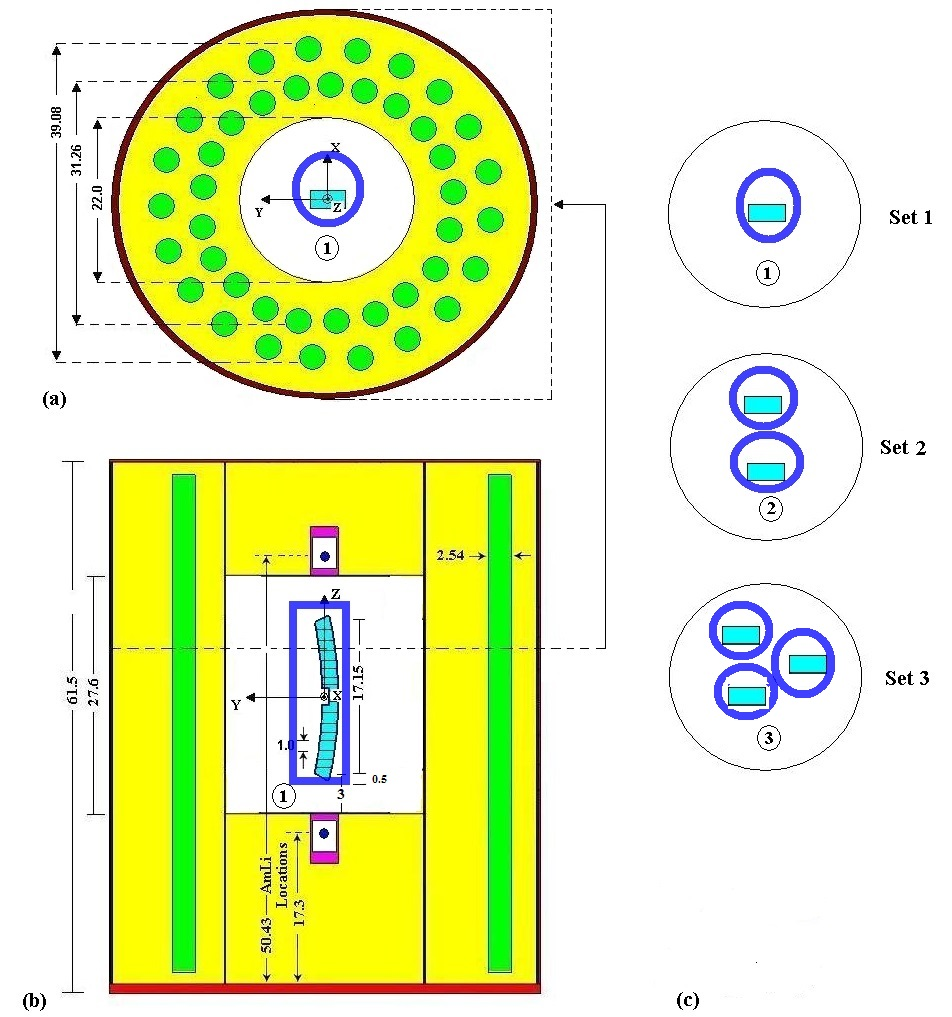 39.08
31.26
22.0
X
Y
Z
1
(a)
Set 1
1
Set 2
2
Set 3
3
2.54
61.5
27.6
Z
Y
X
17.15
1.0
0.5
3
1
50.43
AmLi
Locations
17.3
(b)
(c)